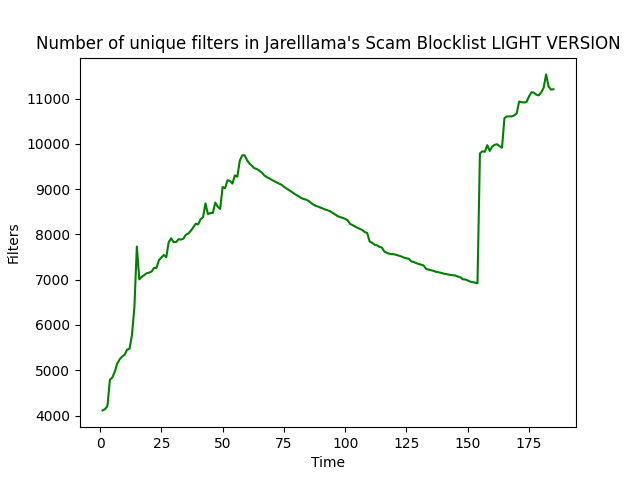 Number of unique filters in Jarelllama's Scam Blocklist LIGHT VERSION
11000
10000
9000
8000
7000
6000
5000
4000
Filters
0 25 50 75 100 125 150 175
Time